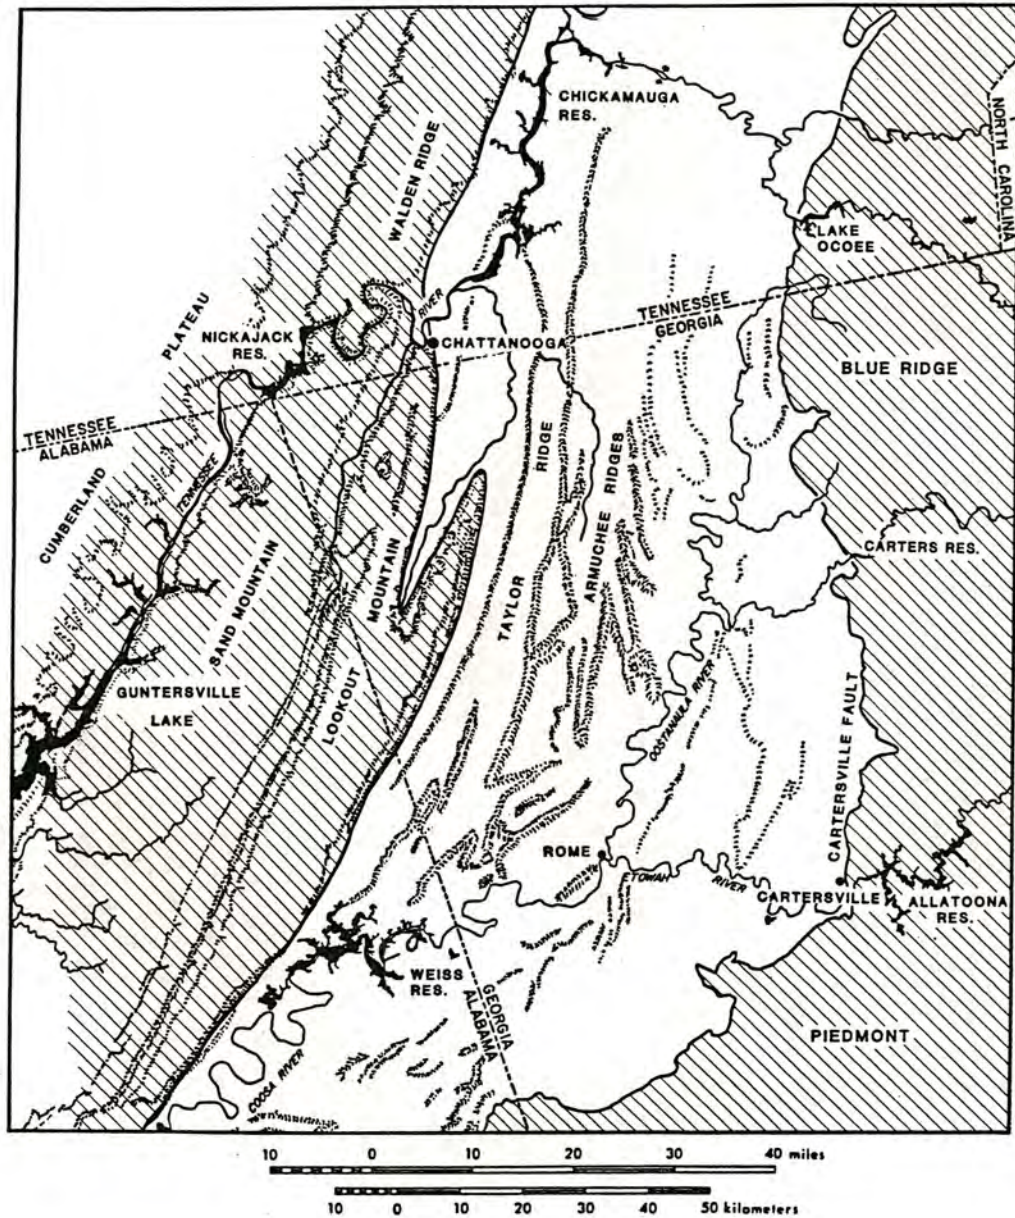 CHICKAMAUGA
RES.
NORTH CAROLINA
WALDEN RIDGE
LAKE
OCOEE
RIVER
TENNESSEE
GEORGIA
PLATEAU
NICKAJACK
RES.
CHATTANOOGA
BLUE RIDGE
TENNESSEE
ALABAMA
CUMBERLAND
TENNESSEE
RIDGE
ARMUCHEE RIDGES
CARTERS RES.
SAND MOUNTAIN
MOUNTAIN
TAYLOR
GUNTERSVILLE
LAKE
LOOKOUT
OOSTANAULA RIVER
CARTERSVILLE FAULT
ROME
ETOWAH
RIVER
CARTERSVILLE
ALLATOONA
RES.
WEISS
RES.
GEORGIA
ALABAMA
PIEDMONT
COOSA RIVER
10 0 10 20 30 40 miles
10 0 10 20 30 40 50 kilometers